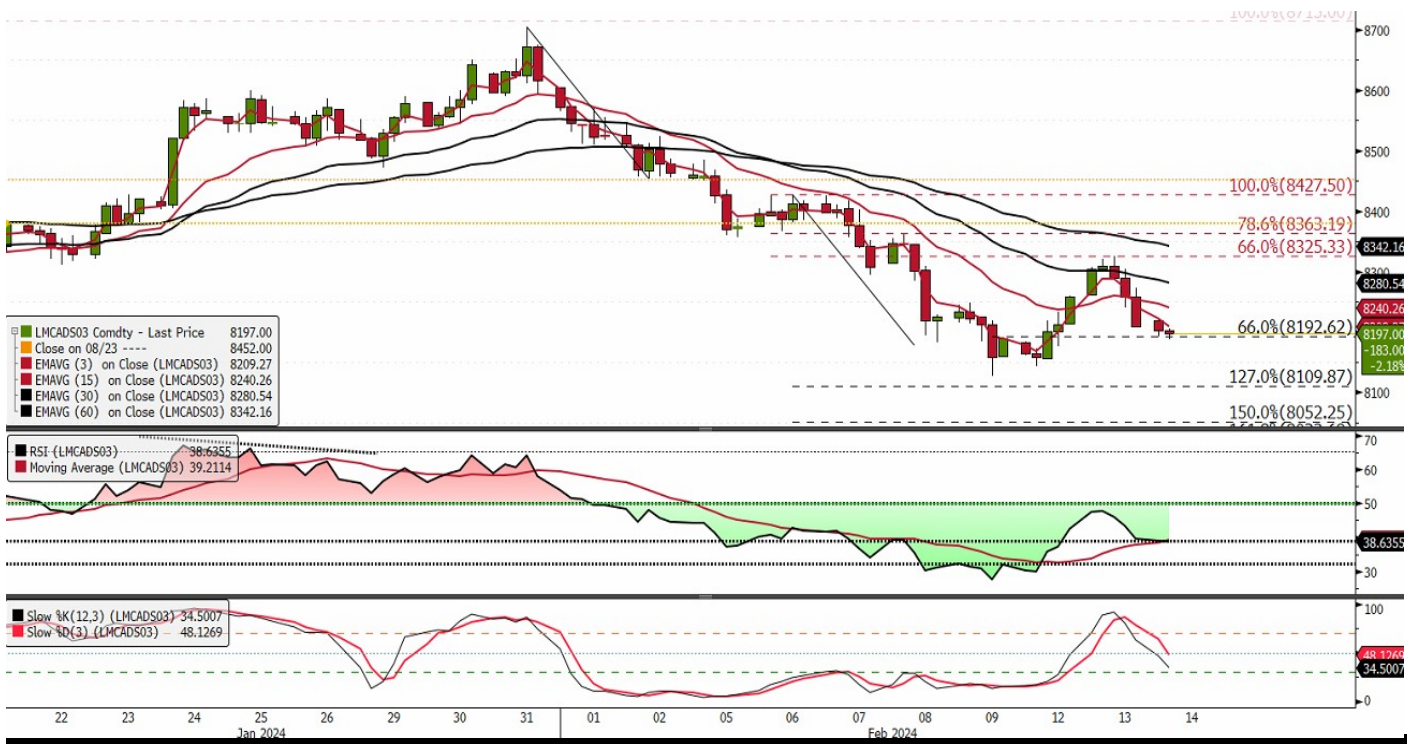 100.0%(8715.00)
8700
8600
8500
8400
8300
8100
100.0%(8427.50)
78.6%(8363.19)
66.0%(8325.33)
66.0%(8192.62)
127.0%(8109.87)
150.0%(8052.25)
8342.16
8280.54
8240.26
8197.00
-183.00
-2.18%
LMCADS03 Comdty - Last Price 8197.00
Close on 08/23 ---- 8452.00
EMAVG (3) on Close (LMCADS03) 8209.27
EMAVG (15) on Close (LMCADS03) 8240.26
EMAVG (30) on Close (LMCADS03) 8280.54
EMAVG (60) on Close (LMCADS03) 8342.16
RSI (LMCADS03) 38.6355
Moving Average (LMCADS03) 39.2114
70
60
50
38.6355
30
Slow %K(12,3) (LMCADS03) 34.5007
Slow %D(3) (LMCADS03) 48.1269
100
48.1269
34.5007
0
22 23 24 25 26 29 30 31 01 02 05 06 07 08 09 12 13 14
Jan 2024 Feb 2024